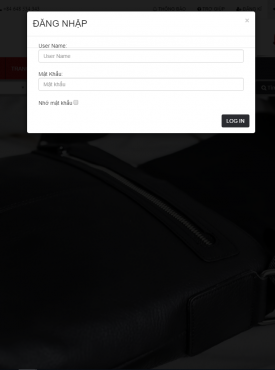 ĐĂNG NHẬP
×
User Name:
User Name
Mật Khẩu:
Mật Khẩu
Nhớ mật khẩu
LOG IN